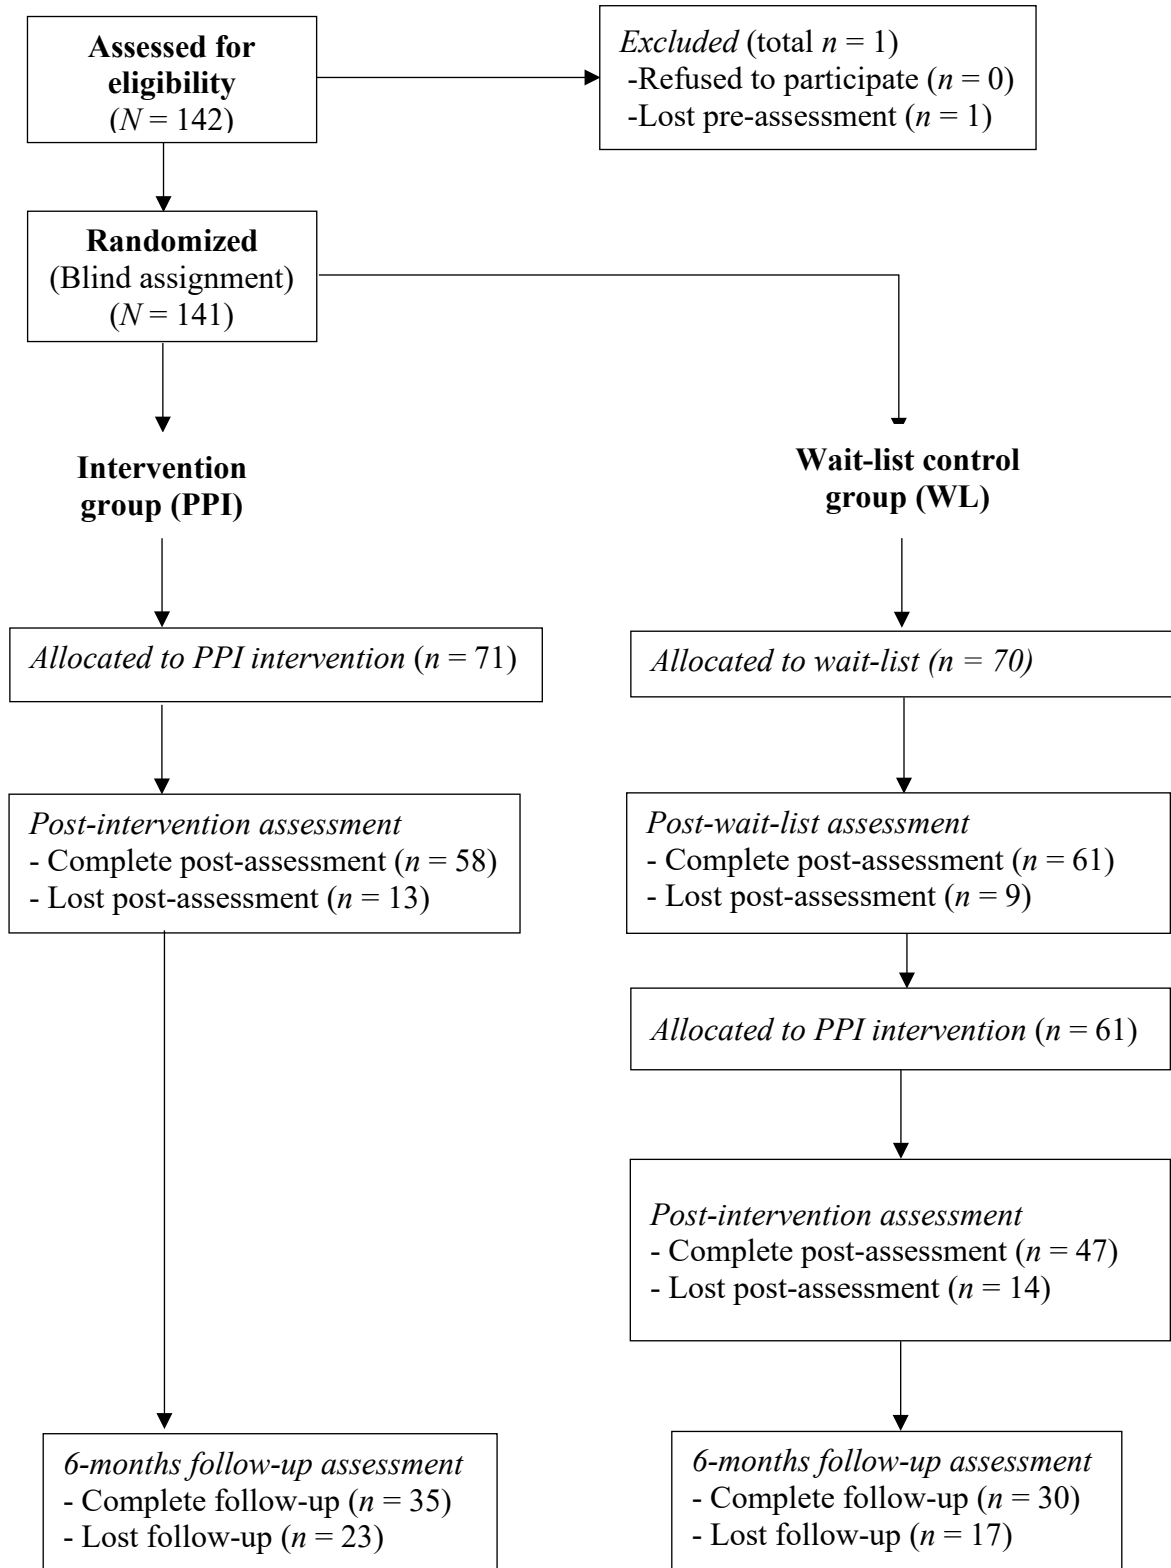 Assessed for
eligibility
(N = 142)
Excluded (total n = 1)
-Refused to participate (n = 0)
-Lost pre-assessment (n = 1)
Randomized
(Blind assignment)
(N = 141)
Intervention
group (PPI)
Wait-list control
group (WL)
Allocated to PPI intervention (n = 71)
Allocated to wait-list (n = 70)
Post-intervention assessment
- Complete post-assessment (n = 58)
- Lost post-assessment (n = 13)
Post-wait-list assessment
- Complete post-assessment (n = 61)
- Lost post-assessment (n = 9)
Allocated to PPI intervention (n = 61)
Post-intervention assessment
- Complete post-assessment (n = 47)
- Lost post-assessment (n = 14)
6-months follow-up assessment
- Complete follow-up (n = 35)
- Lost follow-up (n = 23)
6-months follow-up assessment
- Complete follow-up (n = 30)
- Lost follow-up (n = 17)